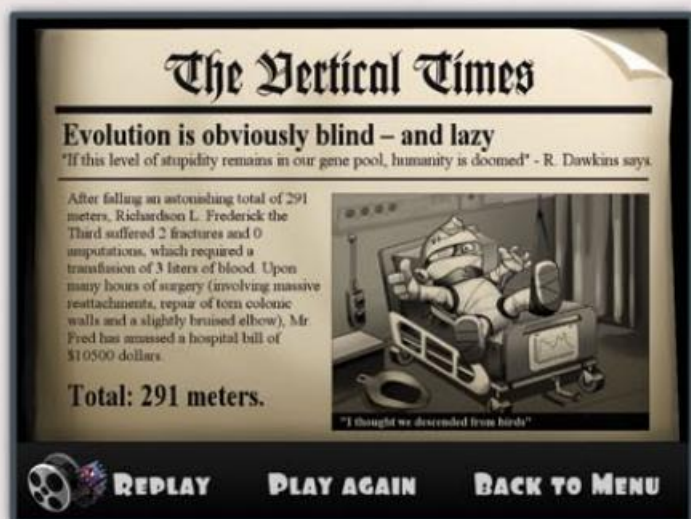 The Vertical Times
Evolution is obviously blind – and lazy
"If this level of stupidity remains in our gene pool, humanity is doomed" - R. Dawkins says.
After falling an astonishing total of 291
meters, Richardson L. Frederick the
Third suffered 2 fractures and 0
amputations, which required a
transfusion of 3 liters of blood. Upon
many hours of surgery (involving massive
reattachments, repair of torn colonic
walls and a slightly bruised elbow), Mr.
Fred has amassed a hospital bill of
$10500 dollars.
Total: 291 meters.
"I thought we descended from birds"
REPLAY
PLAY AGAIN
BACK TO MENU